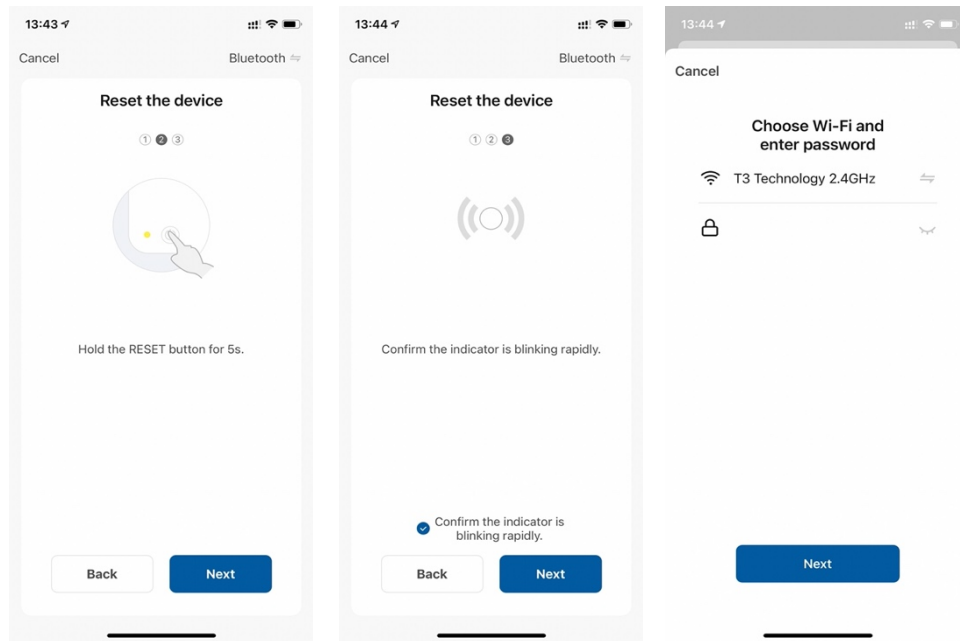 13:43
Cancel
Bluetooth
Reset the device
1 2 3
Hold the RESET button for 5s.
Back
Next
13:44
Cancel
Bluetooth
Reset the device
1 2 3
Confirm the indicator is blinking rapidly.
Confirm the indicator is
blinking rapidly.
Back
Next
13:44
Cancel
Choose Wi-Fi and
enter password
T3 Technology 2.4GHz
Next